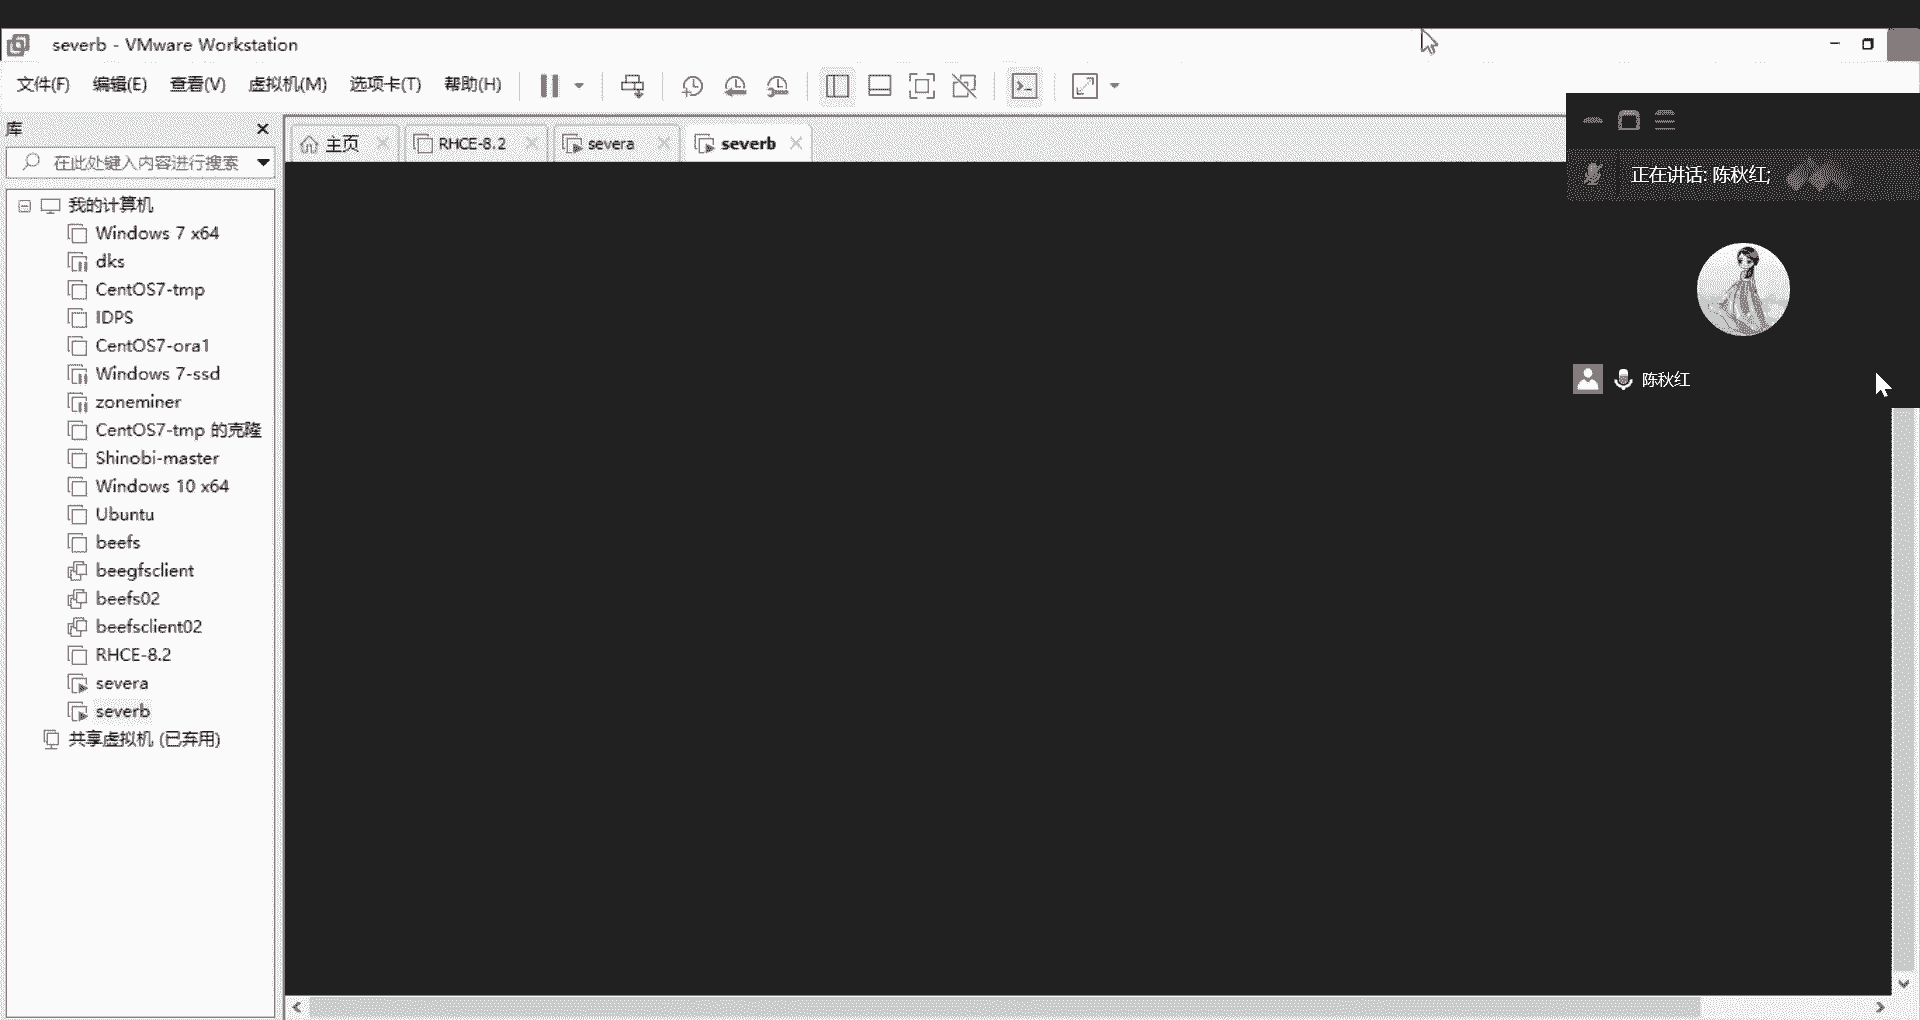 severb - VMware Workstation
文件(F) 编辑(E) 查看(V) 虚拟机(M) 选项卡(T) 帮助(H)
库
主页 RHCE-8.2 severa severb
在此处键入内容进行搜索
正在讲话: 陈秋红;
我的计算机
Windows 7 x64
dks
CentOS7-tmp
IDPS
CentOS7-ora1
Windows 7-ssd
陈秋红
zoneminer
CentOS7-tmp 的克隆
Shinobi-master
Windows 10 x64
Ubuntu
beefs
beegfsclient
beefs02
beefsclient02
RHCE-8.2
severa
severb
共享虚拟机 (已弃用)